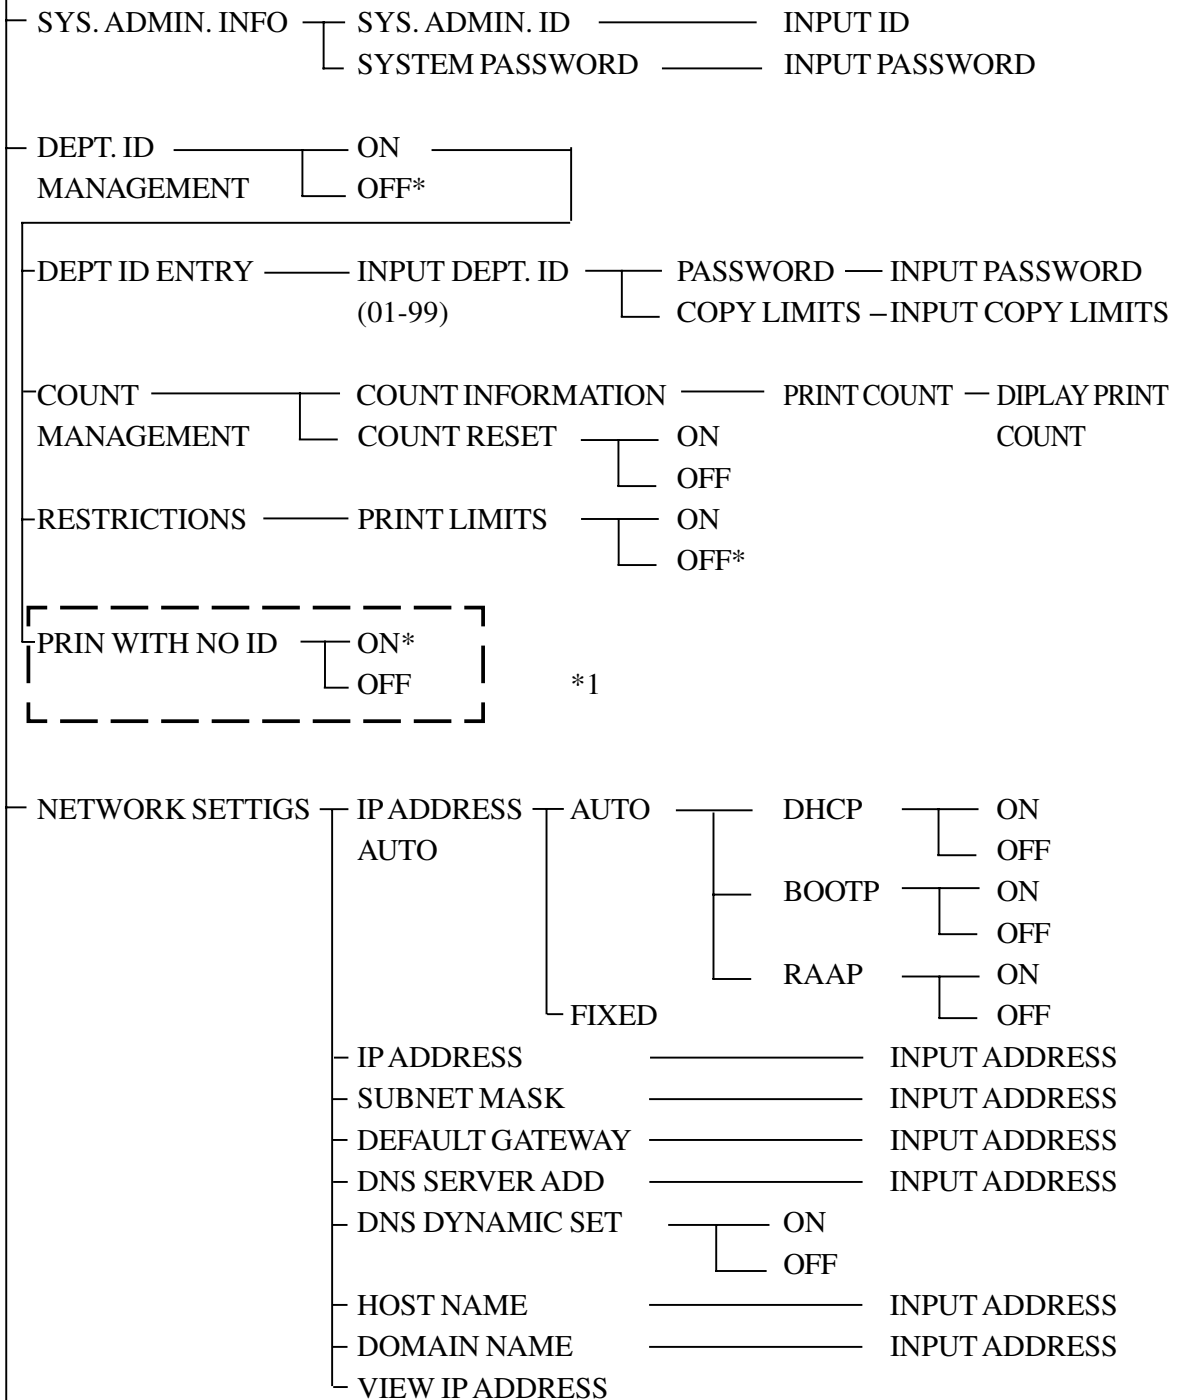 SYS. ADMIN. INFO SYS. ADMIN. ID INPUT ID
SYSTEM PASSWORD INPUT PASSWORD
DEPT. ID ON
MANAGEMENT OFF*
DEPT ID ENTRY INPUT DEPT. ID PASSWORD INPUT PASSWORD
(01-99) COPY LIMITS INPUT COPY LIMITS
COUNT COUNT INFORMATION PRINT COUNT DIPLAY PRINT
MANAGEMENT COUNT RESET ON COUNT
OFF
RESTRICTIONS PRINT LIMITS ON
OFF*
PRIN WITH NO ID ON*
OFF *1
NETWORK SETTIGS IP ADDRESS AUTO DHCP ON
AUTO OFF
BOOTP ON
OFF
RAAP ON
FIXED OFF
IP ADDRESS INPUT ADDRESS
SUBNET MASK INPUT ADDRESS
DEFAULT GATEWAY INPUT ADDRESS
DNS SERVER ADD INPUT ADDRESS
DNS DYNAMIC SET ON
OFF
HOST NAME INPUT ADDRESS
DOMAIN NAME INPUT ADDRESS
VIEW IP ADDRESS